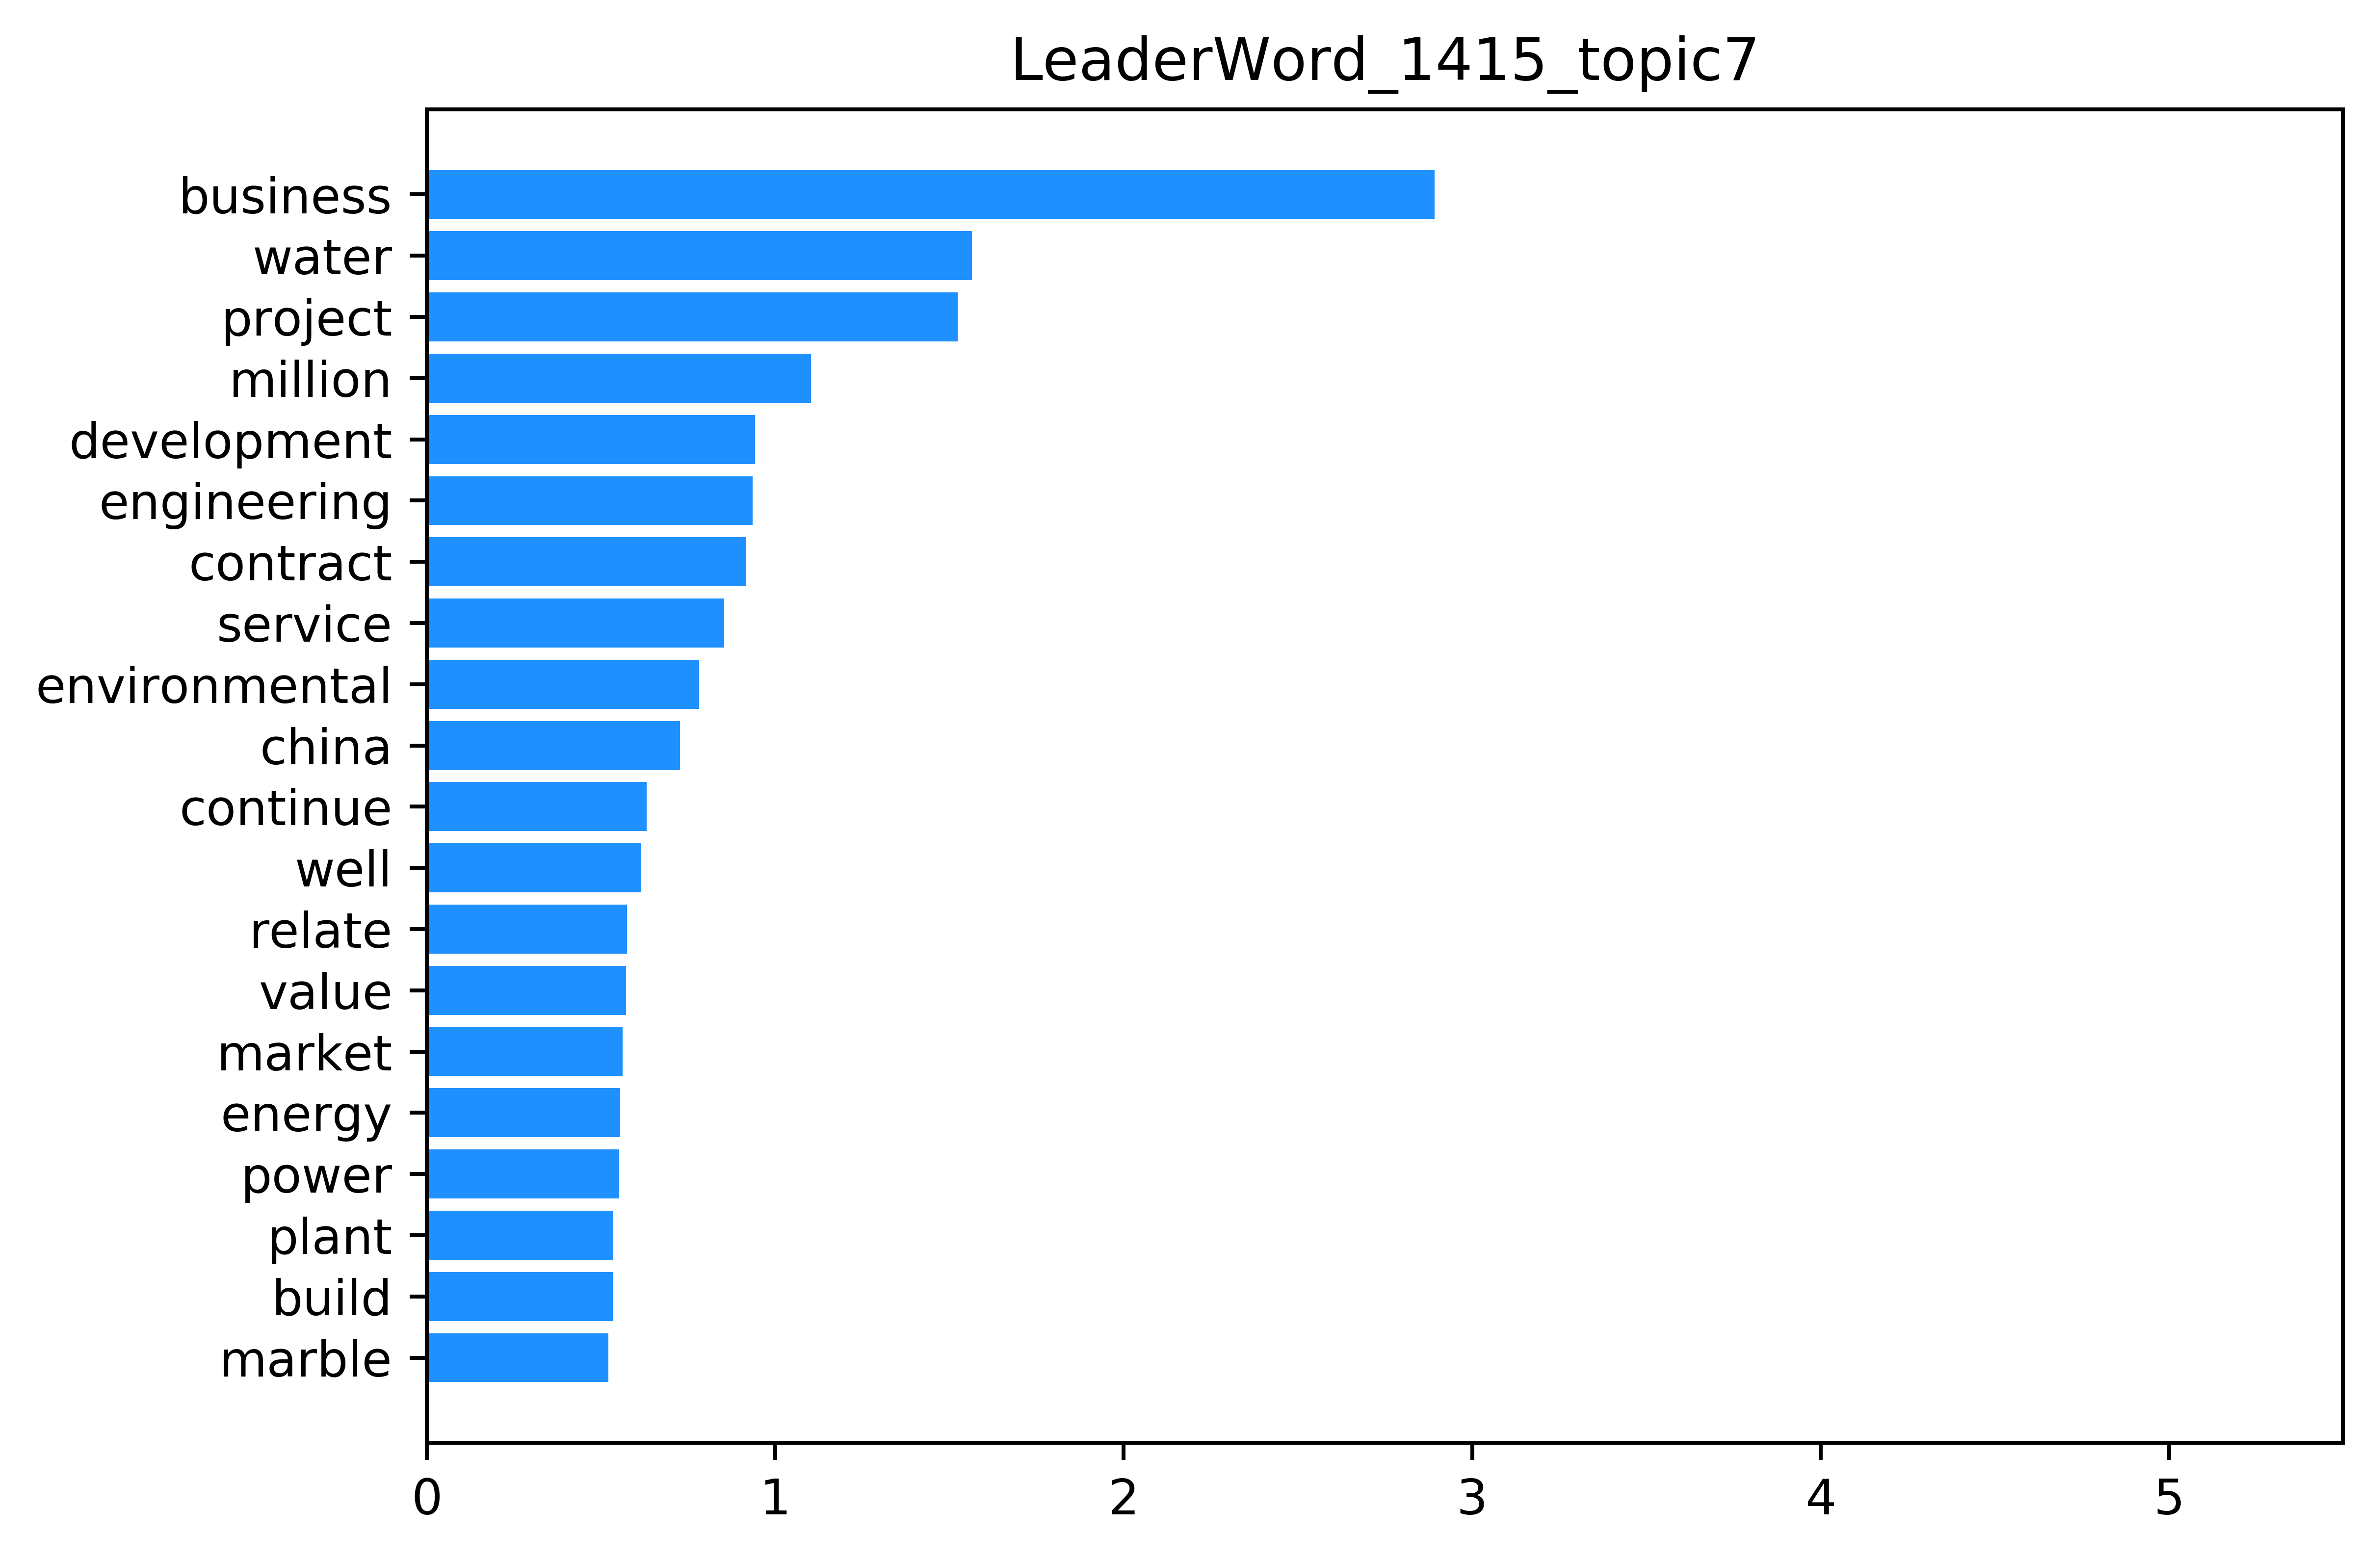 LeaderWord_1415_topic7
business
water
project
million
development
engineering
contract
service
environmental
china
continue
well
relate
value
market
energy
power
plant
build
marble
0 1 2 3 4 5